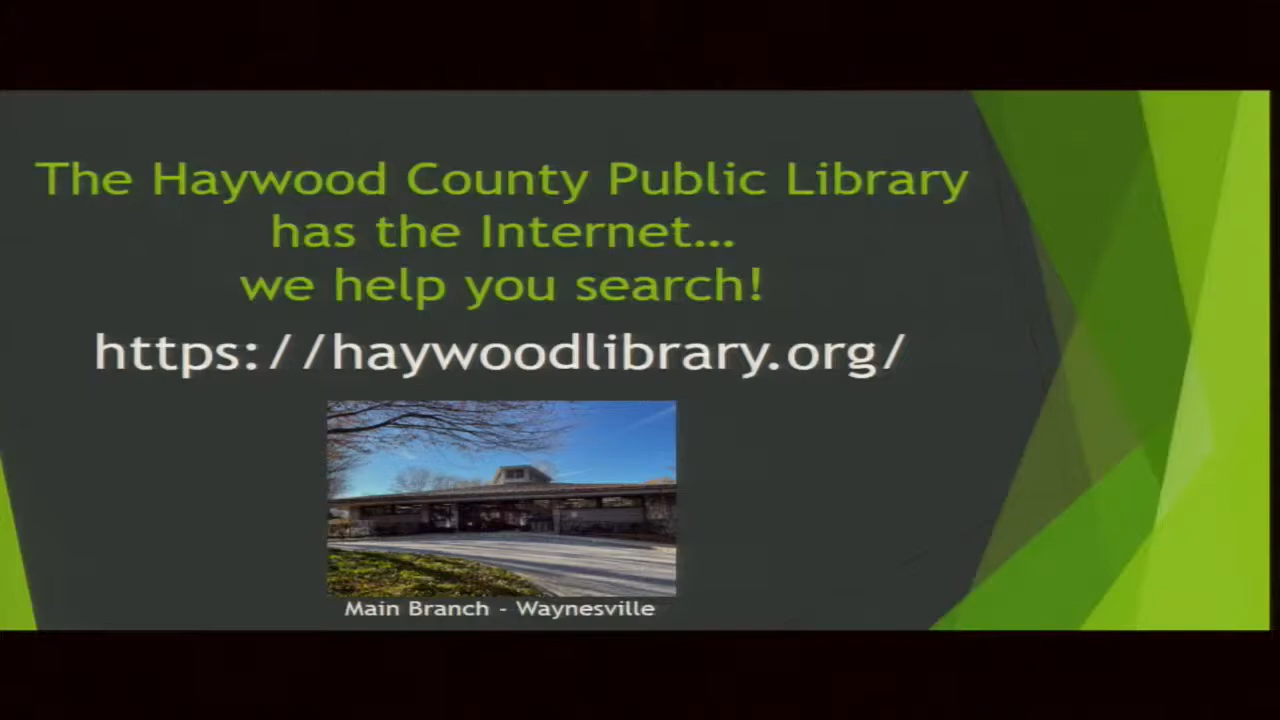 The Haywood County Public Library
has the Internet…
we help you search!
https://haywoodlibrary.org/
Main Branch - Waynesville